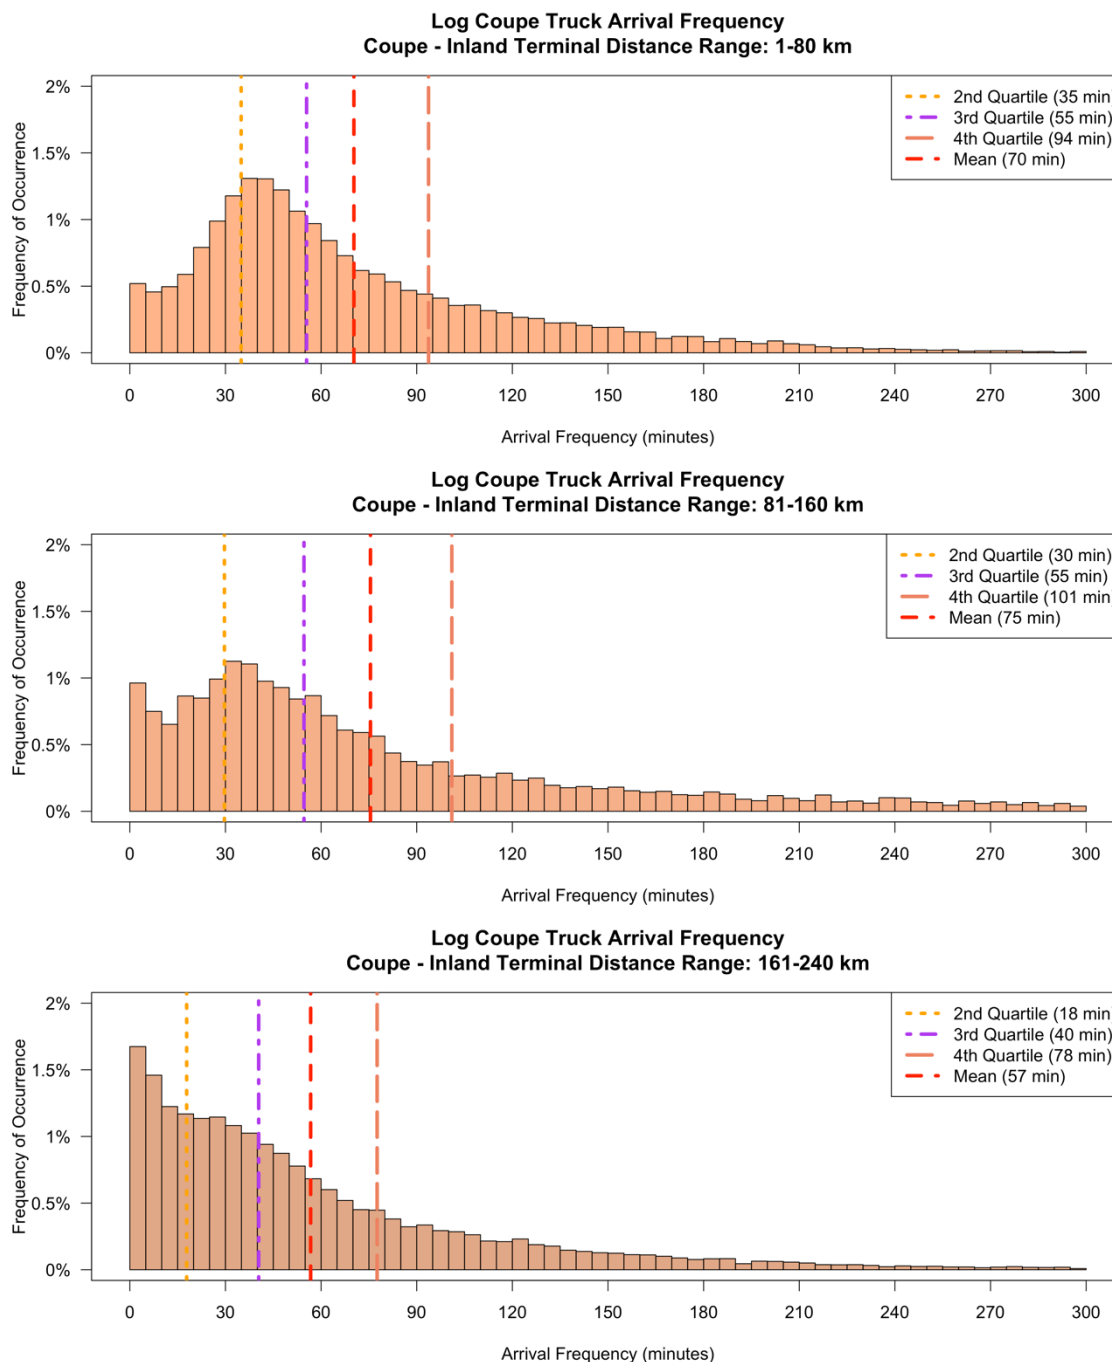 Log Coupe Truck Arrival Frequency
Coupe - Inland Terminal Distance Range: 1-80 km
Frequency of Occurrence
2%
1.5%
1%
0.5%
0%
2nd Quartile (35 min)
3rd Quartile (55 min)
4th Quartile (94 min)
Mean (70 min)
0 30 60 90 120 150 180 210 240 270 300
Arrival Frequency (minutes)
Log Coupe Truck Arrival Frequency
Coupe - Inland Terminal Distance Range: 81-160 km
Frequency of Occurrence
2%
1.5%
1%
0.5%
0%
2nd Quartile (30 min)
3rd Quartile (55 min)
4th Quartile (101 min)
Mean (75 min)
0 30 60 90 120 150 180 210 240 270 300
Arrival Frequency (minutes)
Log Coupe Truck Arrival Frequency
Coupe - Inland Terminal Distance Range: 161-240 km
Frequency of Occurrence
2%
1.5%
1%
0.5%
0%
2nd Quartile (18 min)
3rd Quartile (40 min)
4th Quartile (78 min)
Mean (57 min)
0 30 60 90 120 150 180 210 240 270 300
Arrival Frequency (minutes)